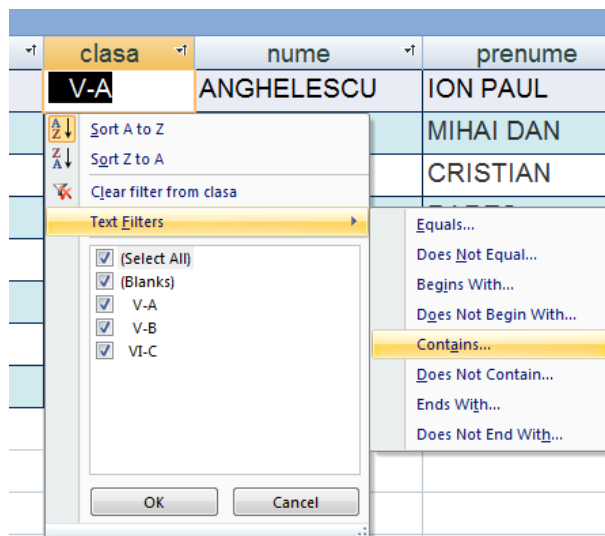 clasa nume prenume
V-A ANGHELESCU ION PAUL
MIHAI DAN
CRISTIAN
Sort A to Z
Sort Z to A
Clear filter from clasa
Text Filters
(Select All)
(Blanks)
V-A
V-B
VI-C
OK Cancel
Equals...
Does Not Equal...
Begins With...
Does Not Begin With...
Contains...
Does Not Contain...
Ends With...
Does Not End With...